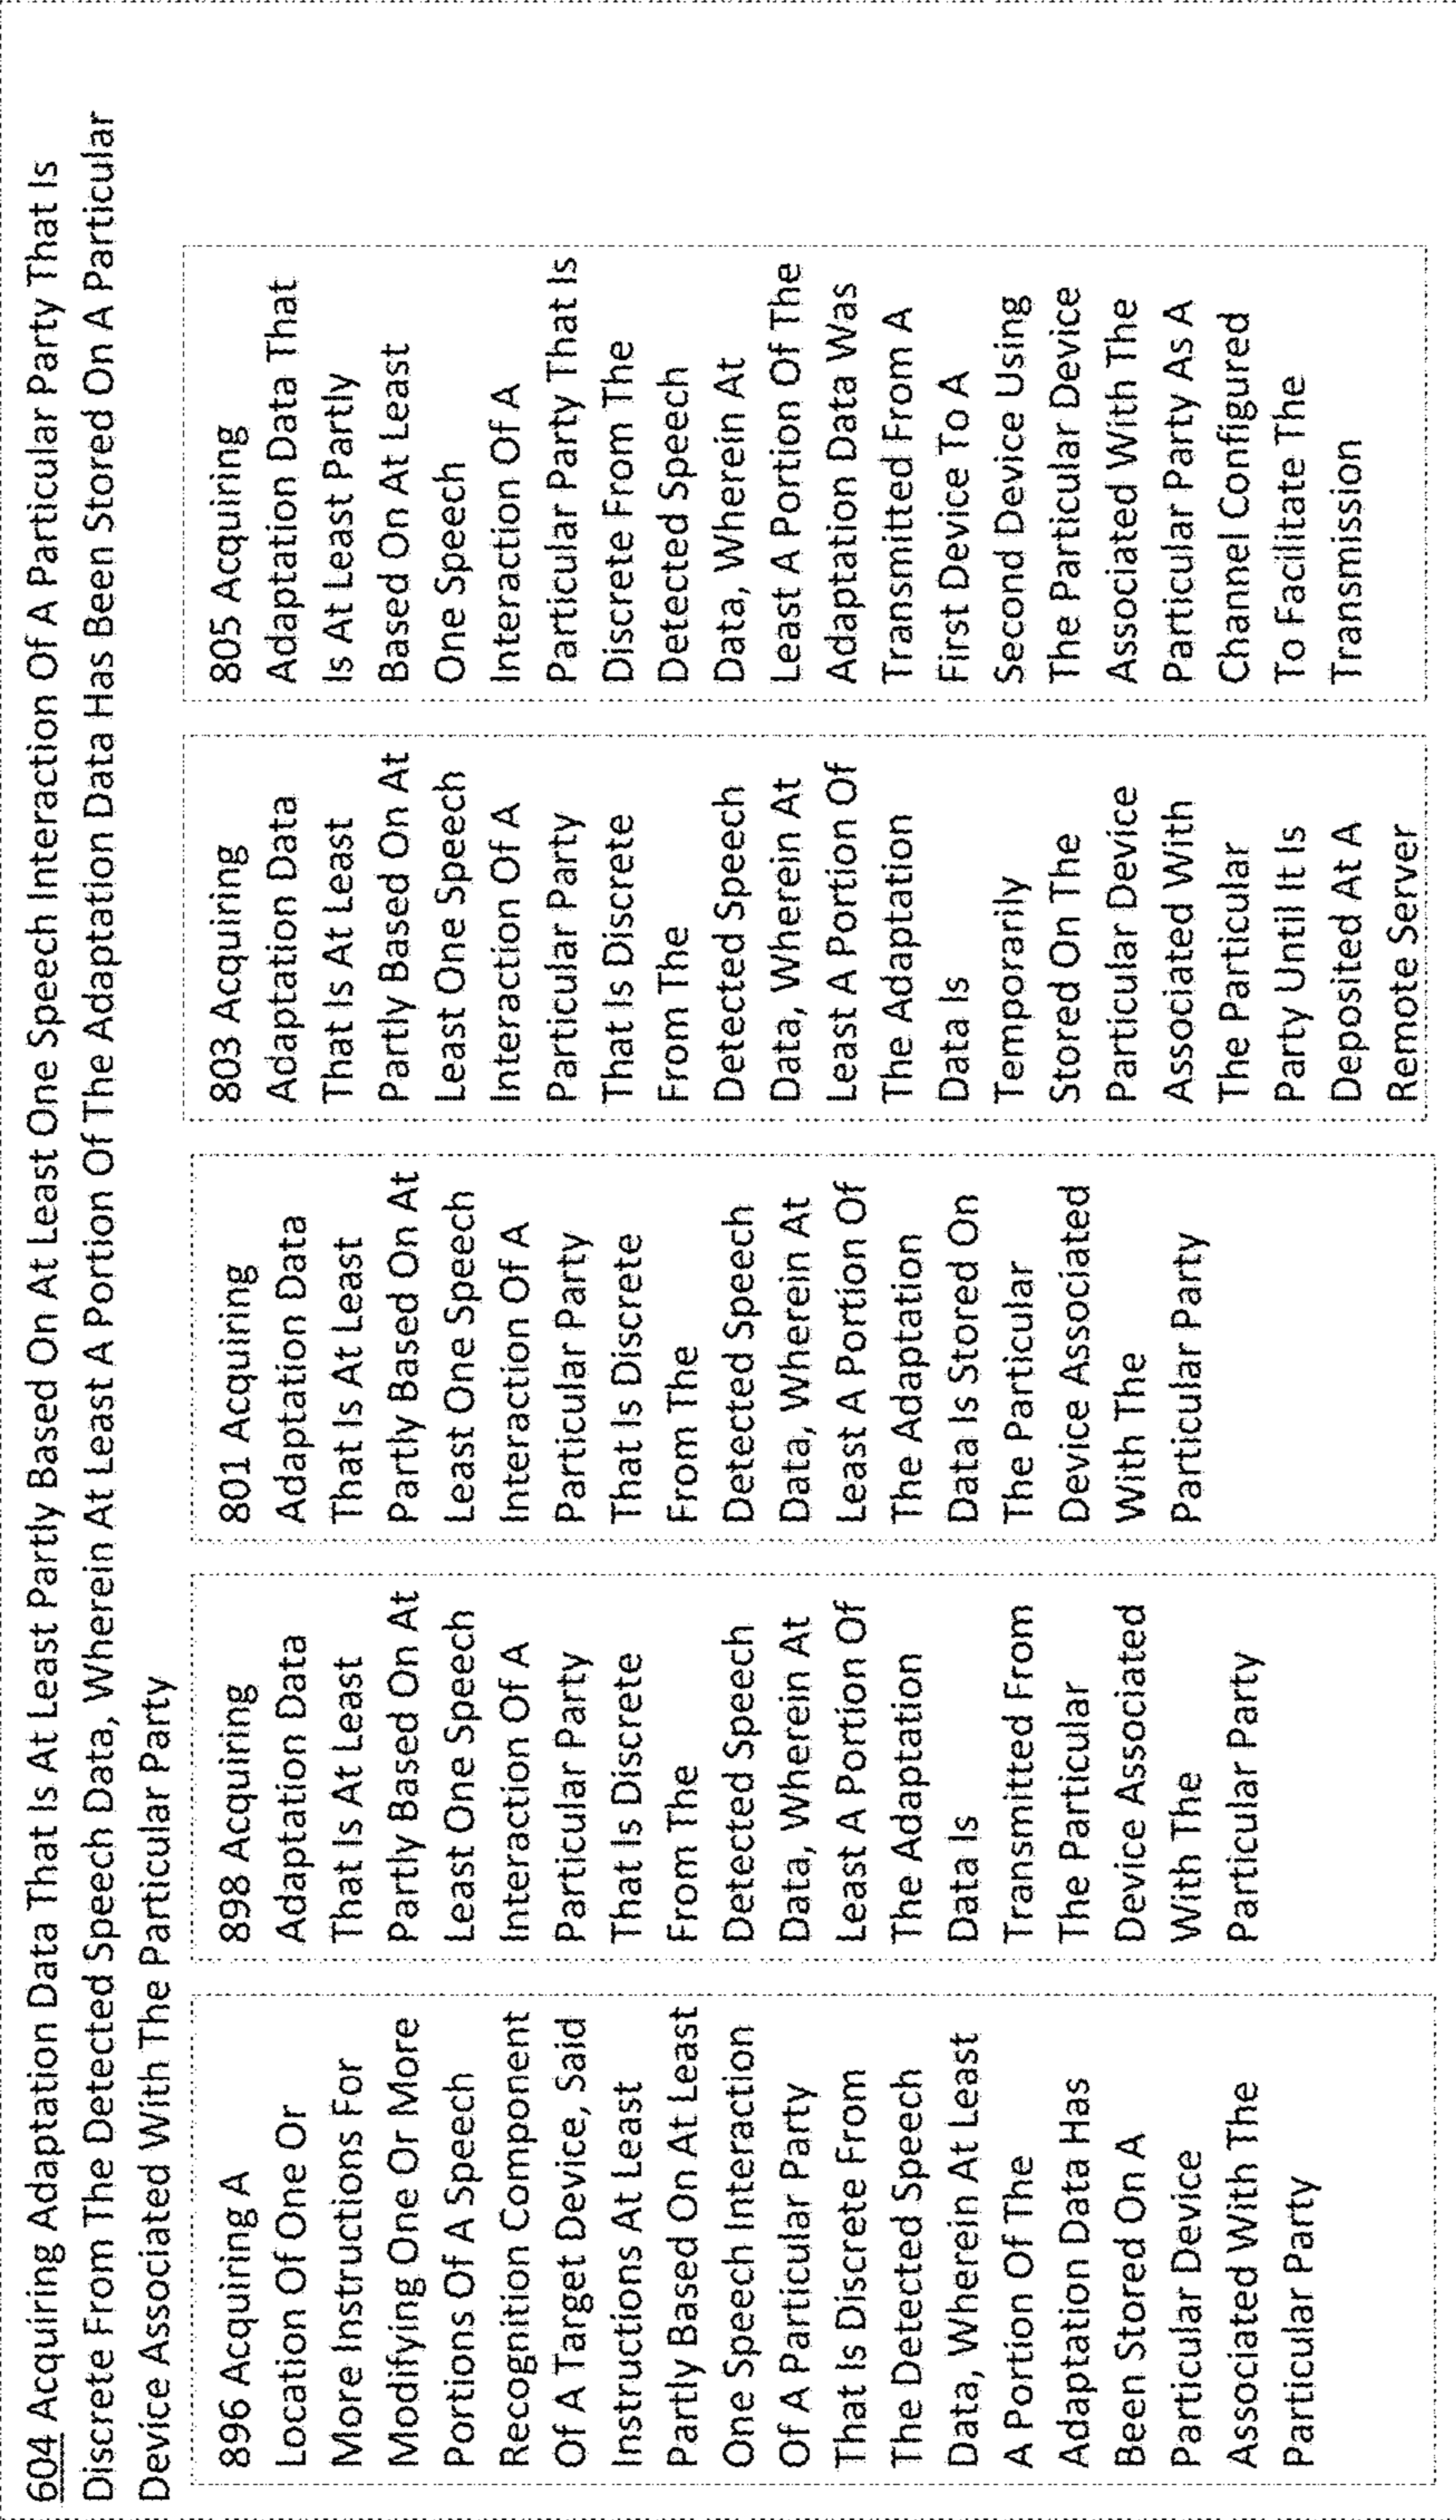 604 Acquiring Adaptation Data That Is At Least Partly Based On At Least One Speech Interaction Of A Particular Party That Is
Discrete From The Detected Speech Data, Wherein At Least A Portion Of The Adaptation Data Has Been Stored On A Particular
Device Associated With The Particular Party
896 Acquiring A
Location Of One Or
More Instructions For
Modifying One Or More
Portions Of A Speech
Recognition Component
Of A Target Device, Said
Instructions At Least
Partly Based On At Least
One Speech Interaction
Of A Particular Party
That Is Discrete From
The Detected Speech
Data, Wherein At Least
A Portion Of The
Adaptation Data Has
Been Stored On A
Particular Device
Associated With The
Particular Party
898 Acquiring
Adaptation Data
That Is At Least
Partly Based On At
Least One Speech
Interaction Of A
Particular Party
That Is Discrete
From The
Detected Speech
Data, Wherein At
Least A Portion Of
The Adaptation
Data Is
Transmitted From
The Particular
Device Associated
With The
Particular Party
801 Acquiring
Adaptation Data
That Is At Least
Partly Based On At
Least One Speech
Interaction Of A
Particular Party
That Is Discrete
From The
Detected Speech
Data, Wherein At
Least A Portion Of
The Adaptation
Data Is Stored On
The Particular
Device Associated
With The
Particular Party
803 Acquiring
Adaptation Data
That Is At Least
Partly Based On At
Least One Speech
Interaction Of A
Particular Party
That Is Discrete
From The
Detected Speech
Data, Wherein At
Least A Portion Of
The Adaptation
Data Is
Temporarily
Stored On The
Particular Device
Associated With
The Particular
Party Until It Is
Deposited At A
Remote Server
805 Acquiring
Adaptation Data That
Is At Least Partly
Based On At Least
One Speech
Interaction Of A
Particular Party That Is
Discrete From The
Detected Speech
Data, Wherein At
Least A Portion Of The
Adaptation Data Was
Transmitted From A
First Device To A
Second Device Using
The Particular Device
Associated With The
Particular Party As A
Channel Configured
To Facilitate The
Transmission